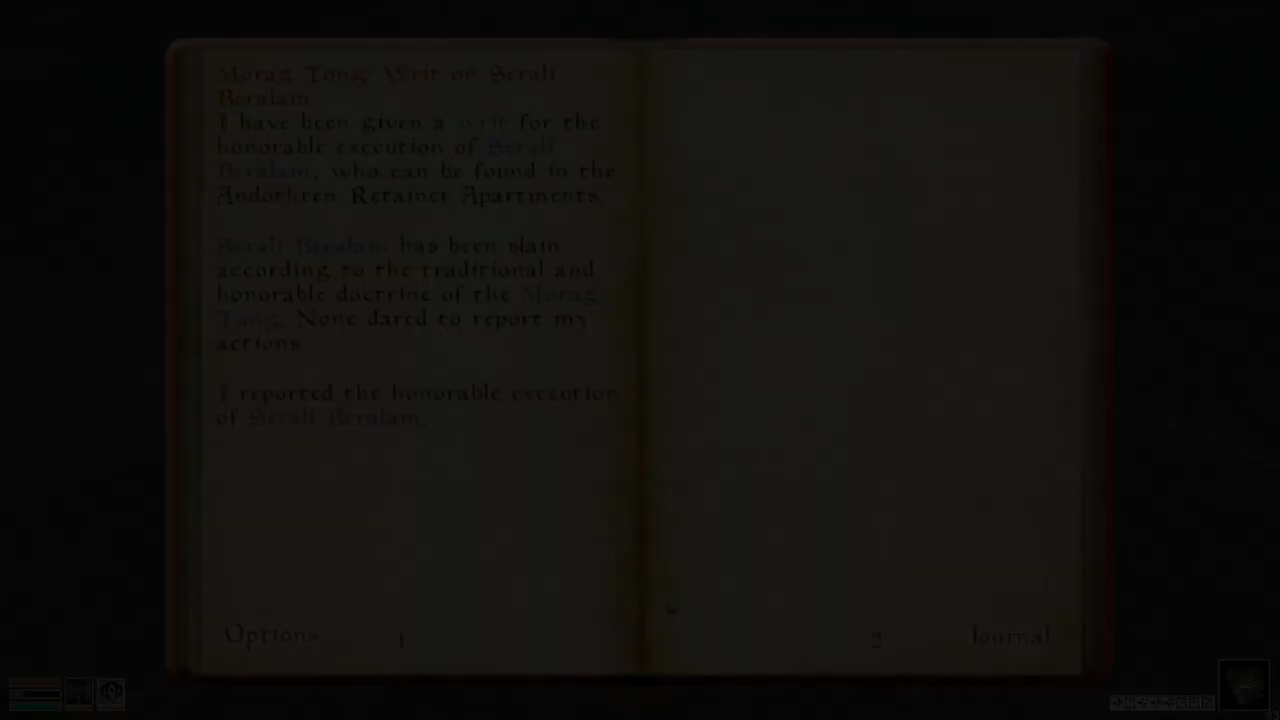 Morag Tong: Writ on Berali
Beralam
I have been given a writ for the
honorable execution of Berali
Beralam, who can be found in the
Andothren Retainer Apartments.
Berali Beralam has been slain
according to the traditional and
honorable doctrine of the Morag
Tong. None dared to report my
actions.
I reported the honorable execution
of Berali Beralam.
Options
1
2
Journal